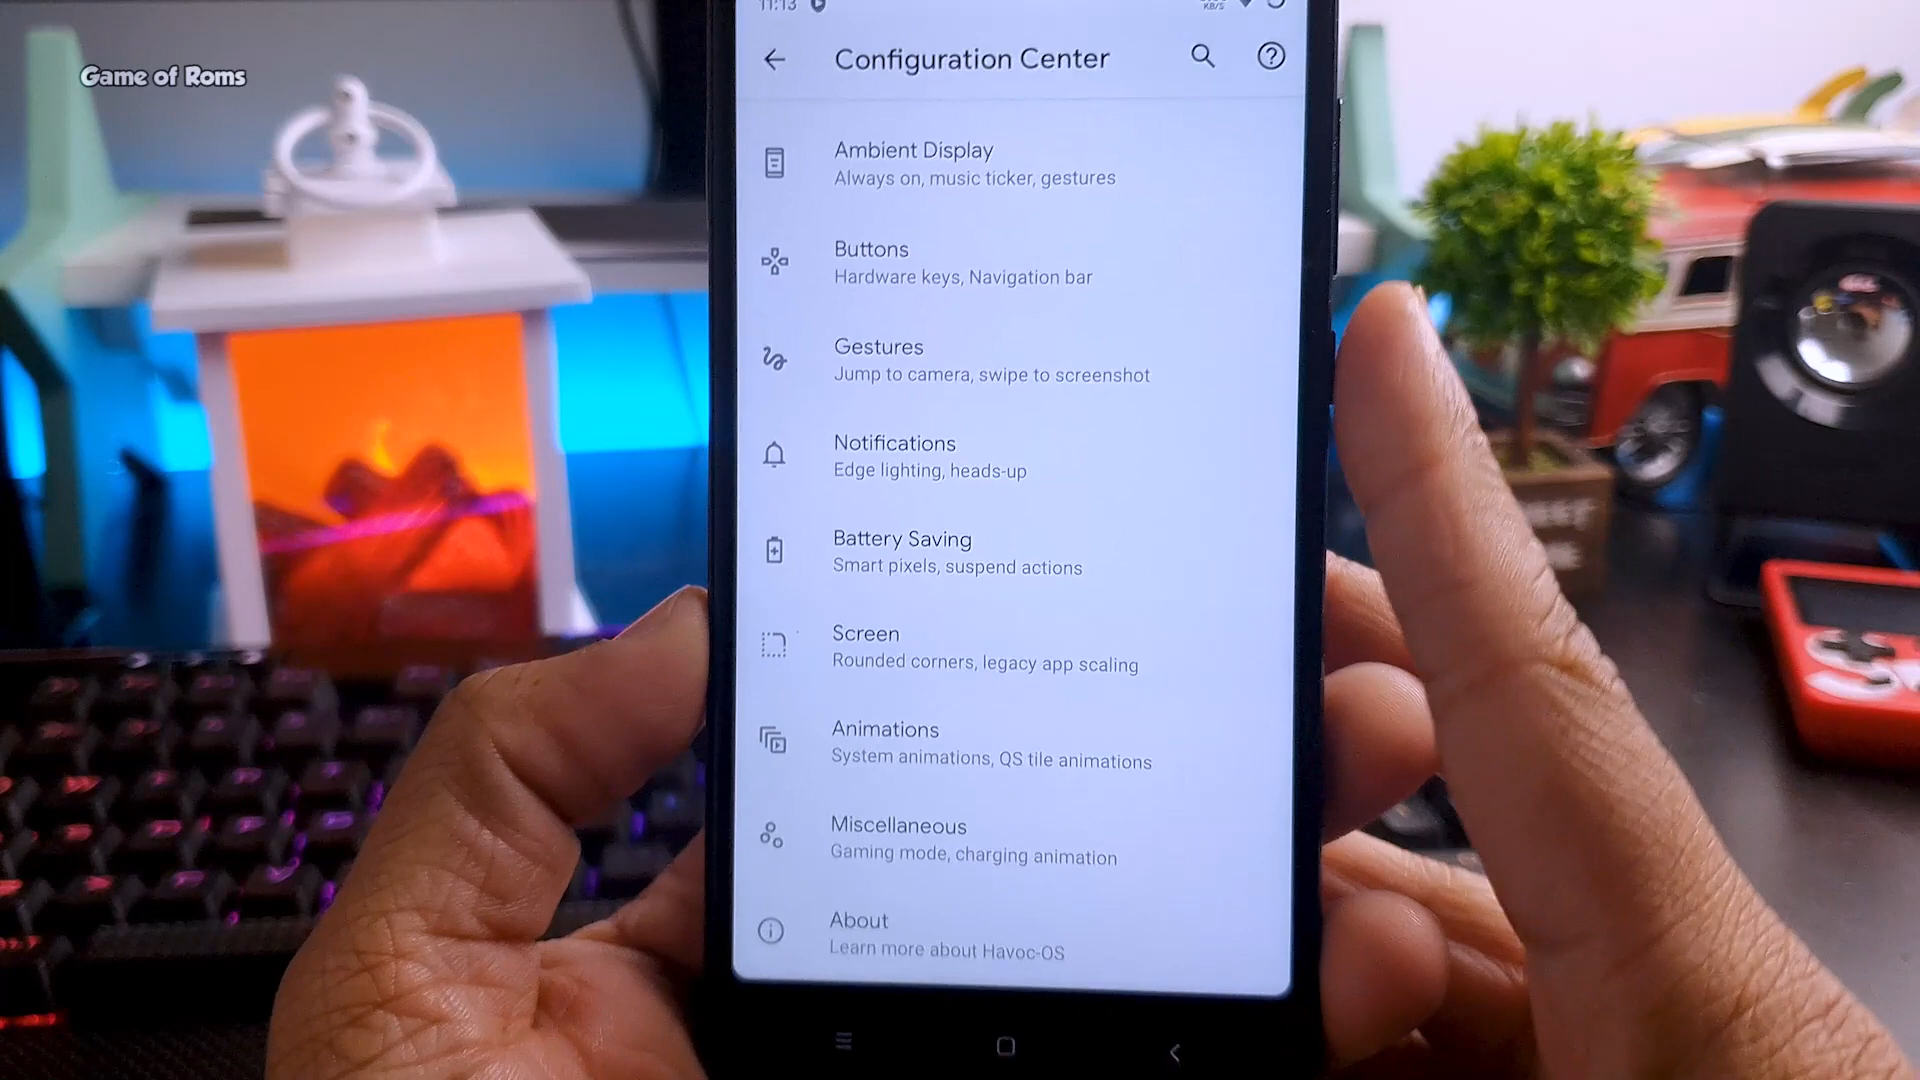 Game of Roms
11:13
KB/S
Configuration Center
Ambient Display
Always on, music ticker, gestures
Buttons
Hardware keys, Navigation bar
Gestures
Jump to camera, swipe to screenshot
Notifications
Edge lighting, heads-up
Battery Saving
Smart pixels, suspend actions
Screen
Rounded corners, legacy app scaling
Animations
System animations, QS tile animations
Miscellaneous
Gaming mode, charging animation
About
Learn more about Havoc-OS